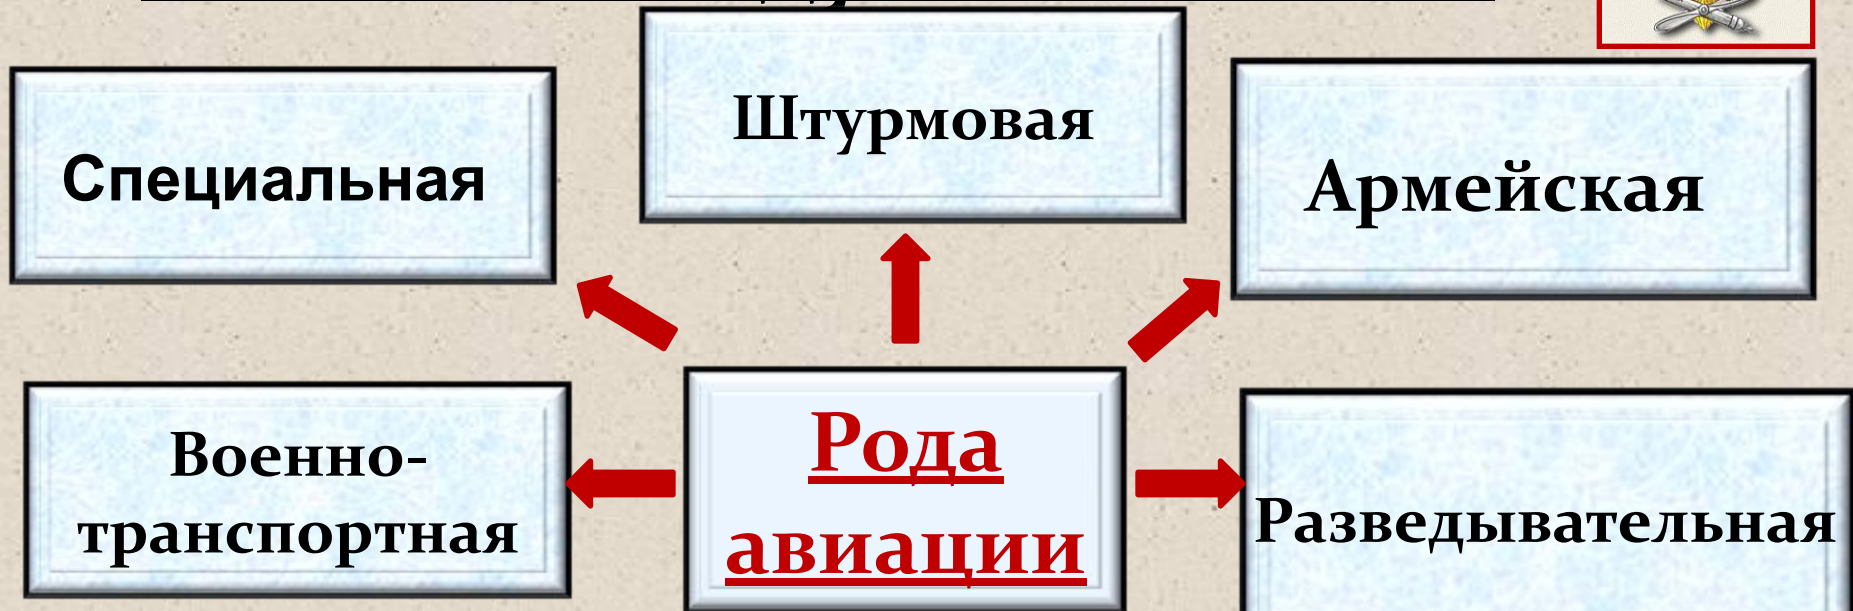 Штурмовая
Специальная
Армейская
Военно-
транспортная
Рода
авиации
Разведывательная